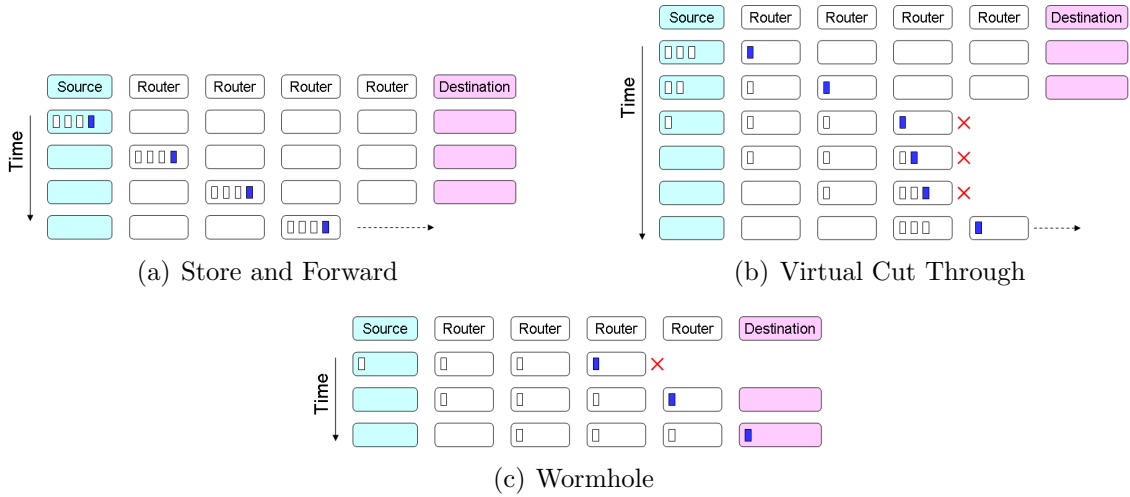 Source Router Router Router Router Destination
Time
(a) Store and Forward
Source Router Router Router Router Destination
Time
(b) Virtual Cut Through
Source Router Router Router Router Destination
Time
(c) Wormhole